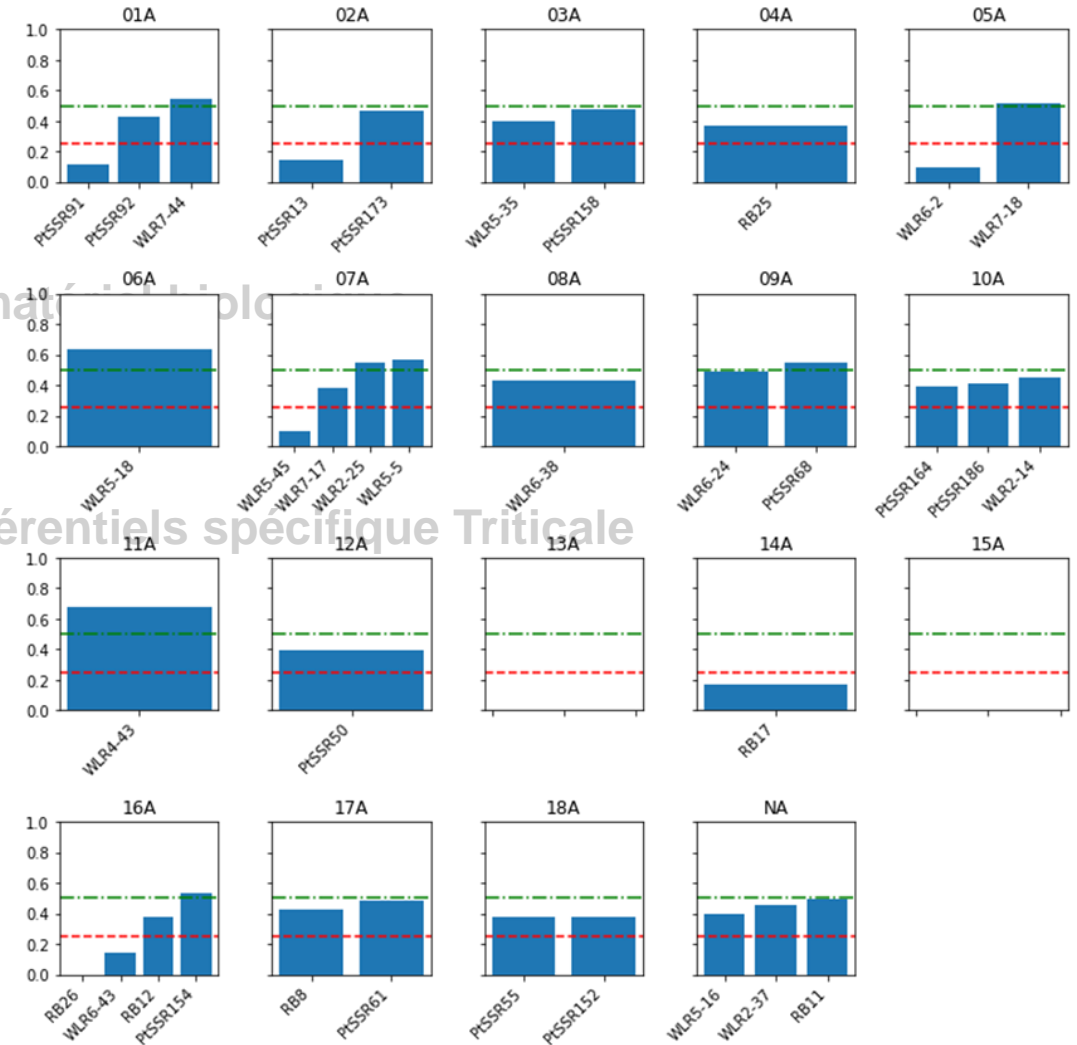 01A 02A 03A 04A 05A
1.0
0.8
0.6
0.4
0.2
0.0
PtSSR91 PtSSR92 WLR7-44 PtSSR13 PtSSR173 WLR5-35 PtSSR158 RB25 WLR6-2 WLR7-18
06A 07A 08A 09A 10A
1.0
0.8
0.6
0.4
0.2
0.0
WLR5-18 WLR5-45 WLR7-17 WLR2-25 WLR5-5 WLR6-38 WLR6-24 PtSSR68 PtSSR164 PtSSR186 WLR2-14
érentiels spécifique Triticale
11A 12A 13A 14A 15A
1.0
0.8
0.6
0.4
0.2
0.0
WLR4-43 PtSSR50 RB17
16A 17A 18A NA
1.0
0.8
0.6
0.4
0.2
0.0
RB26 WLR6-43 RB12 PtSSR154 RB8 PtSSR61 PtSSR55 PtSSR152 WLR5-16 WLR2-37 RB11